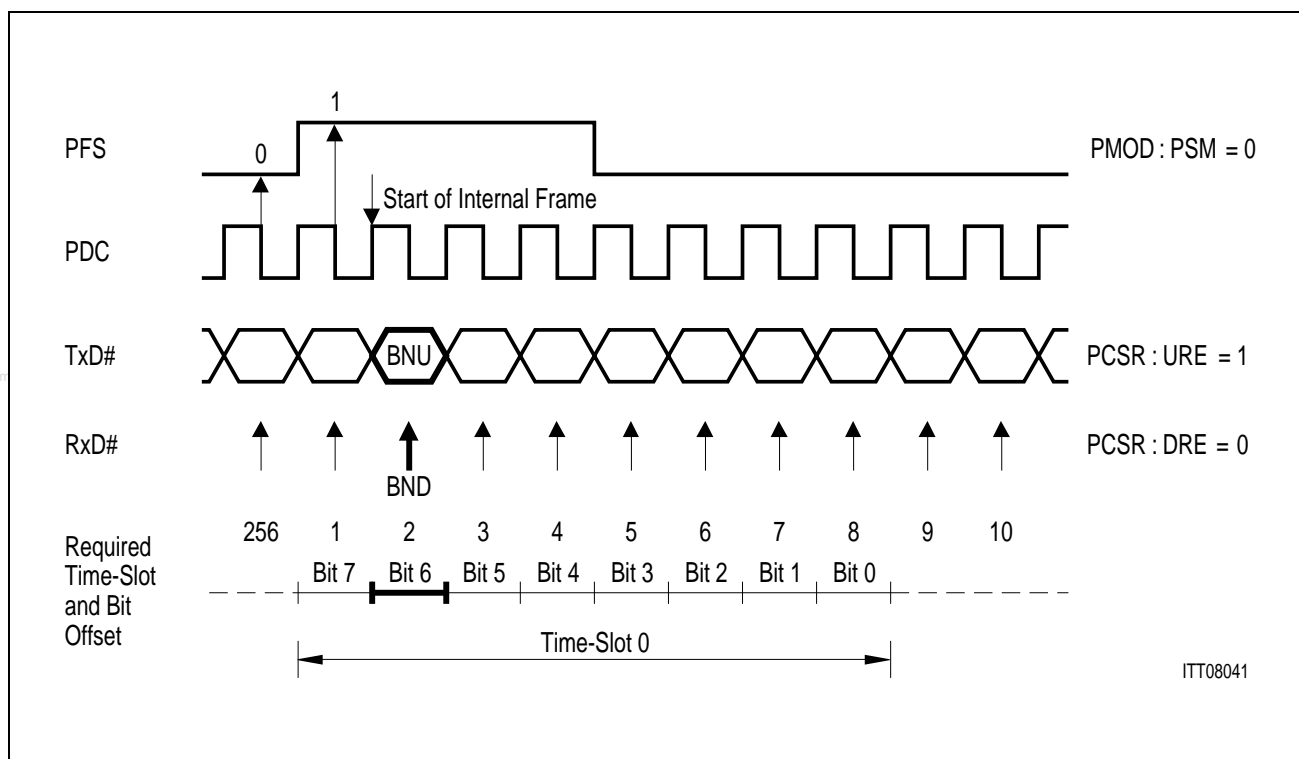 1
PFS 0 PMOD : PSM = 0
Start of Internal Frame
PDC
TxD# BNU PCSR : URE = 1
RxD# PCSR : DRE = 0
BND
Required Time-Slot and Bit Offset
256 1 2 3 4 5 6 7 8 9 10
Bit 7 Bit 6 Bit 5 Bit 4 Bit 3 Bit 2 Bit 1 Bit 0
Time-Slot 0
ITT08041